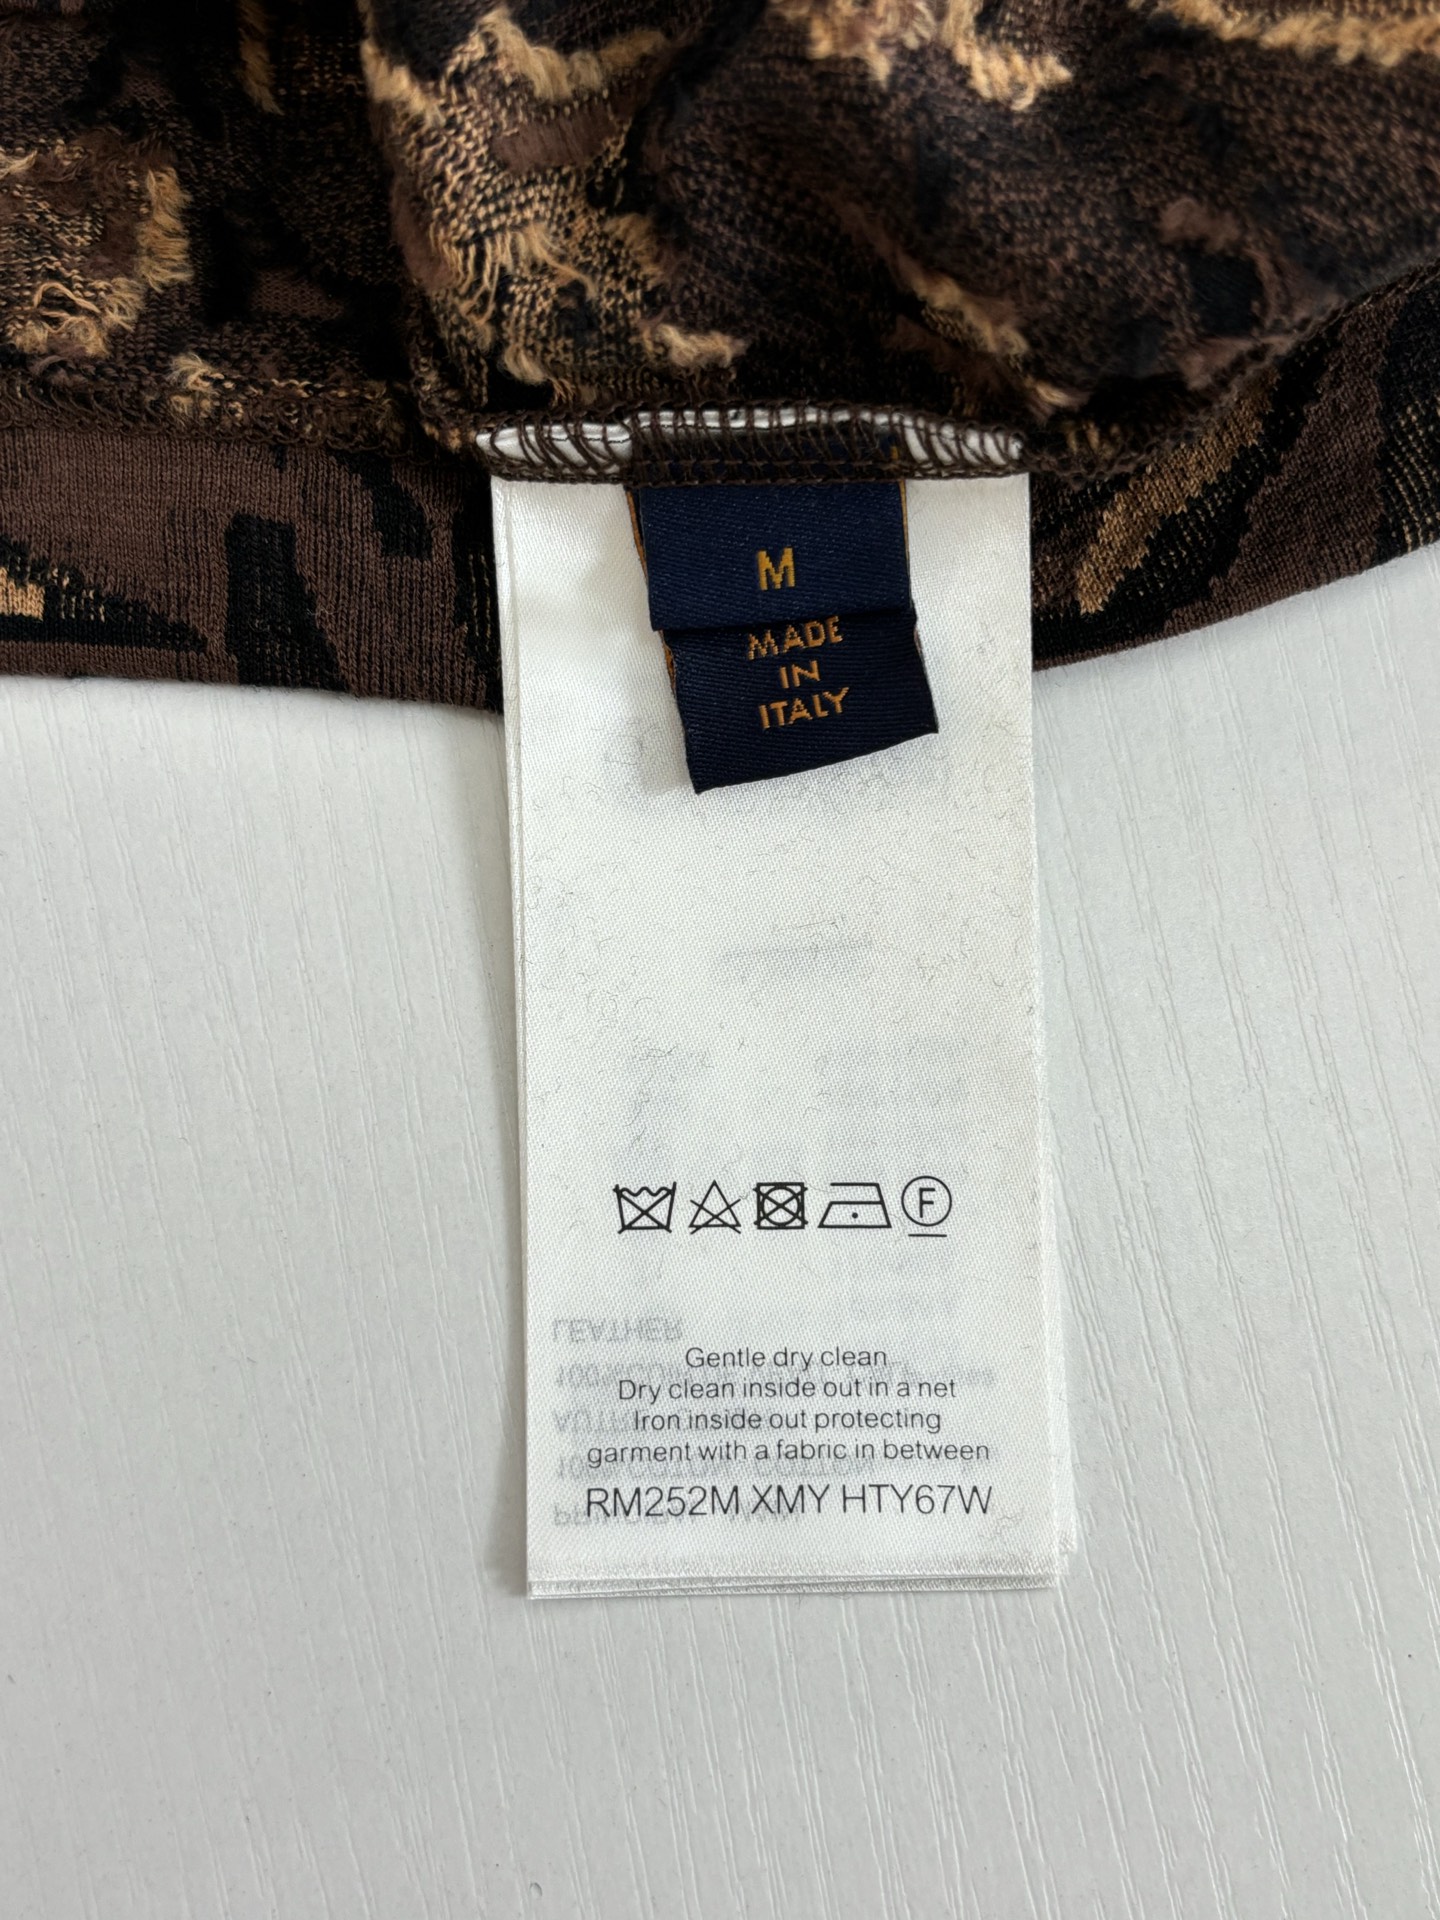 M
MADE
IN
ITALY
F
LEATHER
Gentle dry clean
Dry clean inside out in a net
Iron inside out protecting
garment with a fabric in between
RM252M XMY HTY67W